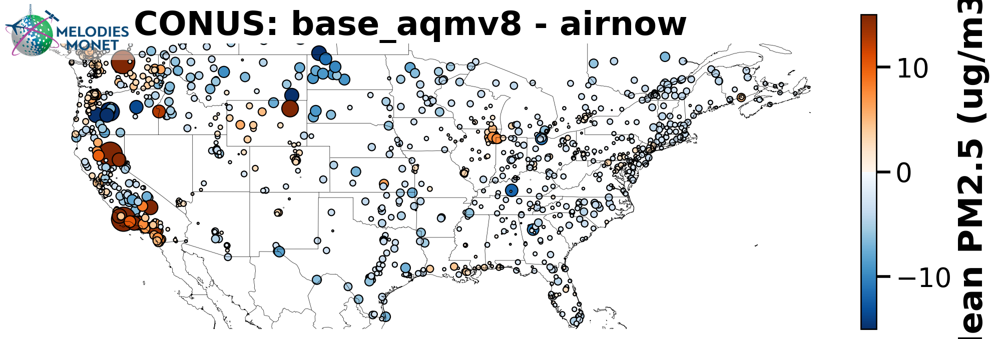 MELODIES
MONET
CONUS: base_aqmv8 - airnow
10
0
−10
ean PM2.5 (ug/m3